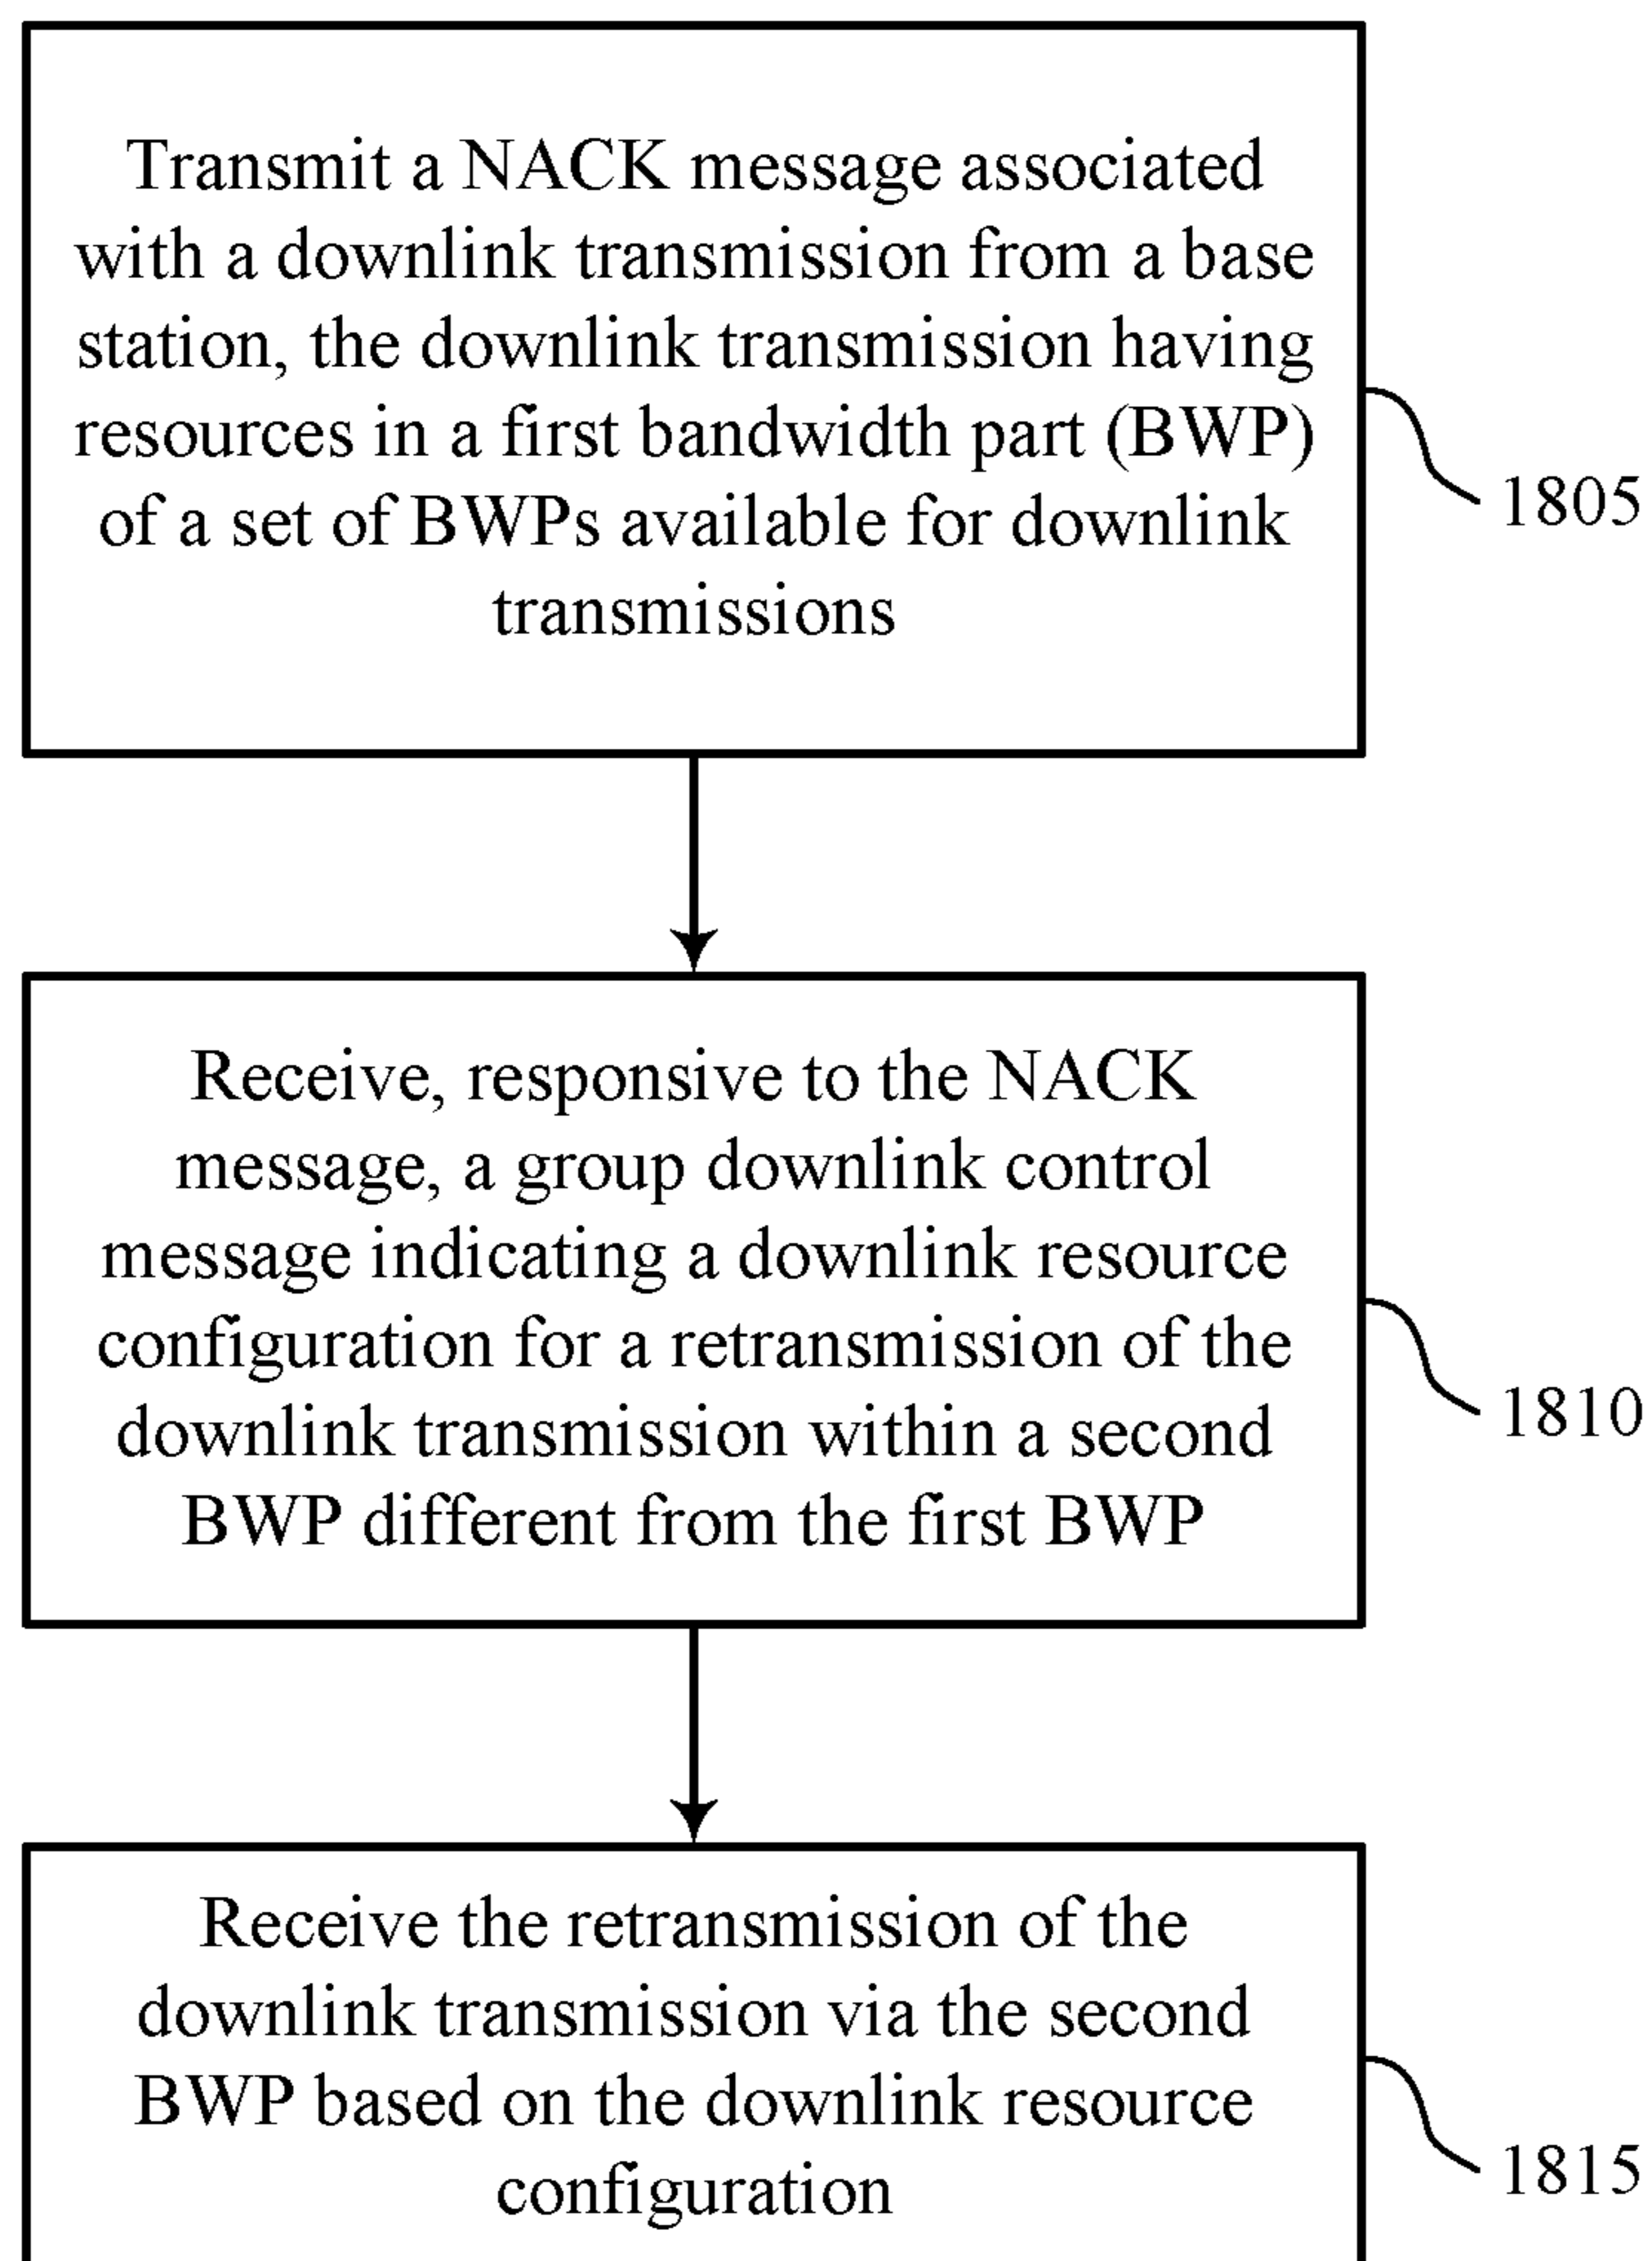 Transmit a NACK message associated
with a downlink transmission from a base
station, the downlink transmission having
resources in a first bandwidth part (BWP)
of a set of BWPs available for downlink
transmissions
1805
Receive, responsive to the NACK
message, a group downlink control
message indicating a downlink resource
configuration for a retransmission of the
downlink transmission within a second
BWP different from the first BWP
1810
Receive the retransmission of the
downlink transmission via the second
BWP based on the downlink resource
configuration
1815